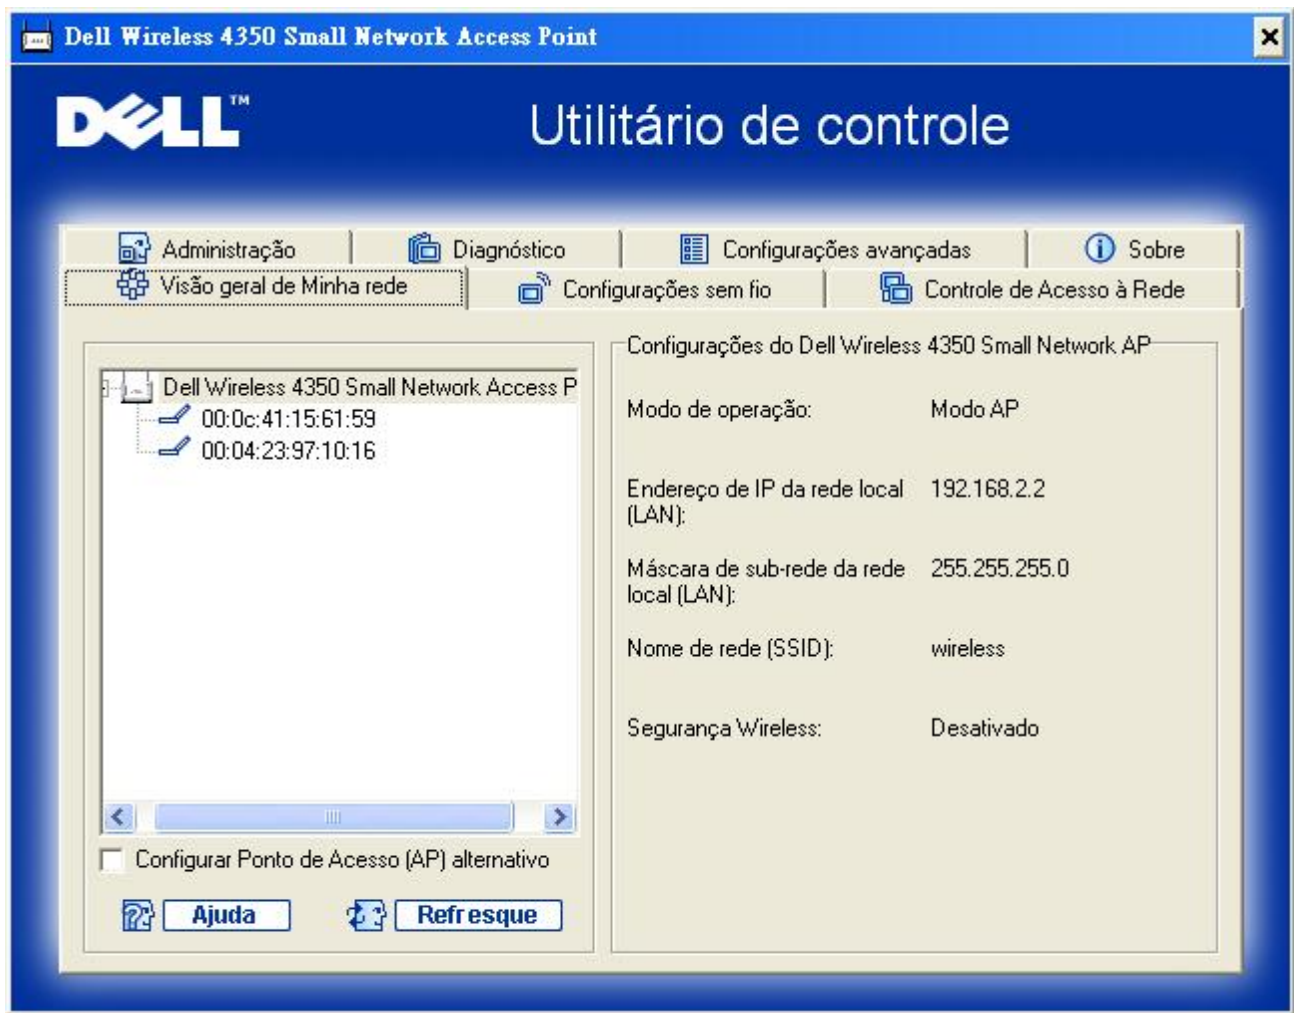 Dell Wireless 4350 Small Network Access Point
DELL™
Utilitário de controle
Administração
Diagnóstico
Configurações avançadas
Sobre
Visão geral de Minha rede
Configurações sem fio
Controle de Acesso à Rede
Dell Wireless 4350 Small Network Access P
00:0c:41:15:61:59
00:04:23:97:10:16
Configurar Ponto de Acesso (AP) alternativo
Ajuda
Refresque
Configurações do Dell Wireless 4350 Small Network AP
Modo de operação: Modo AP
Endereço de IP da rede local 192.168.2.2
(LAN):
Máscara de sub-rede da rede 255.255.255.0
local (LAN):
Nome de rede (SSID): wireless
Segurança Wireless: Desativado